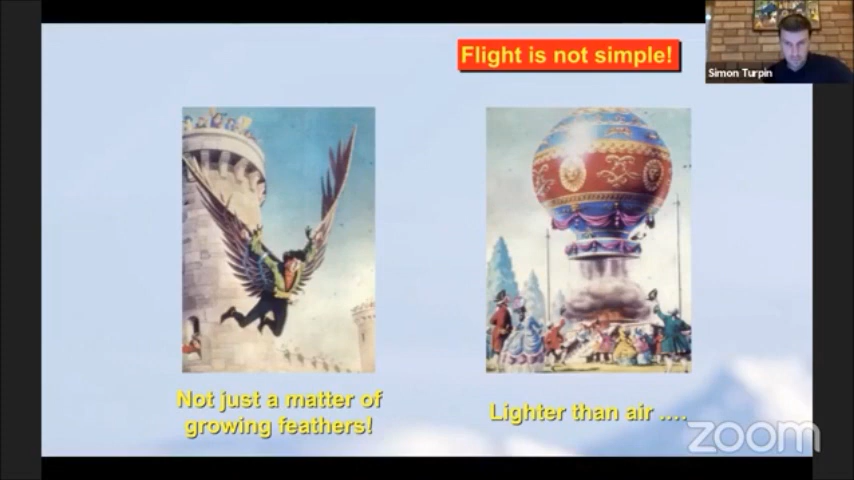 Flight is not simple!
Simon Turpin
Not just a matter of
growing feathers!
Lighter than air ....
zoom